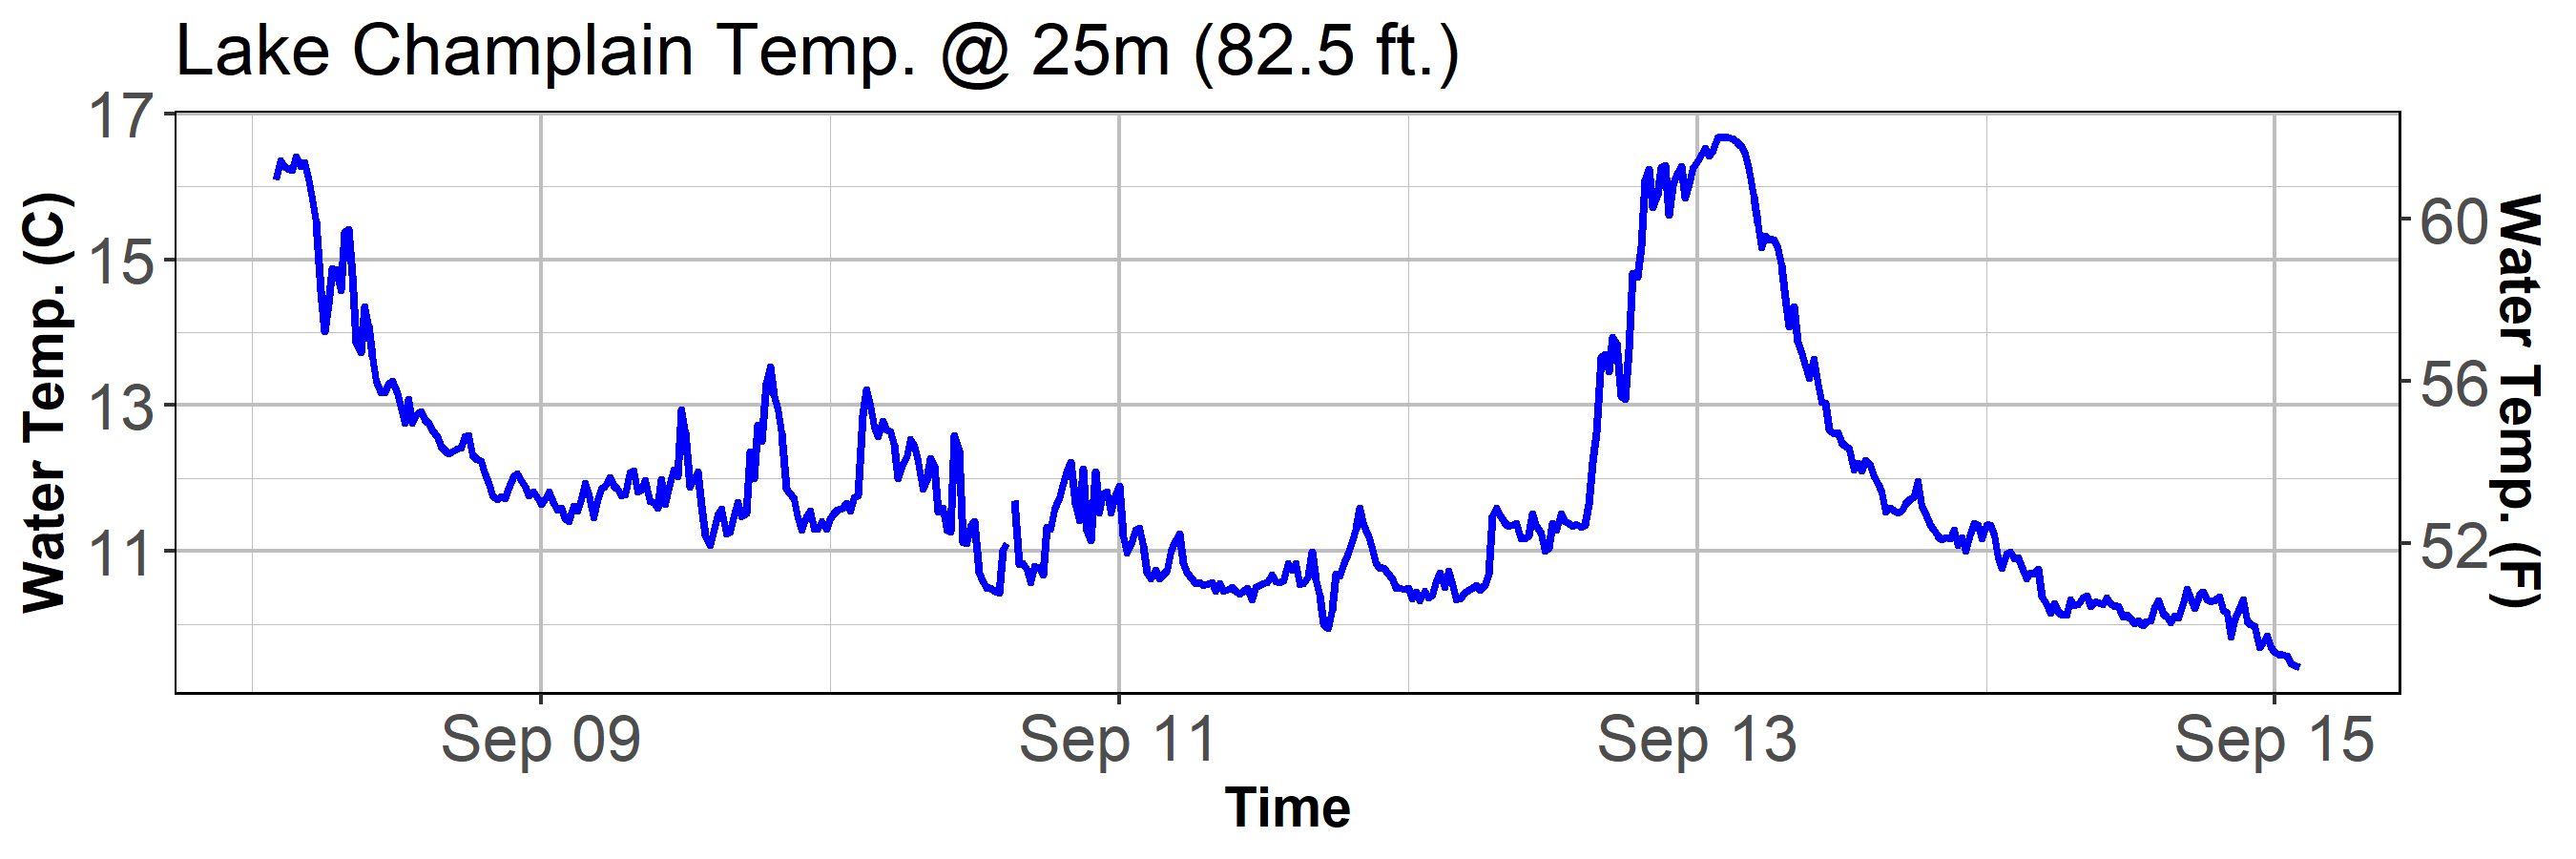 Lake Champlain Temp. @ 25m (82.5 ft.)
Water Temp. (C)
17
15
13
11
60
56
52
Water Temp. (F)
Sep 09
Sep 11
Sep 13
Sep 15
Time